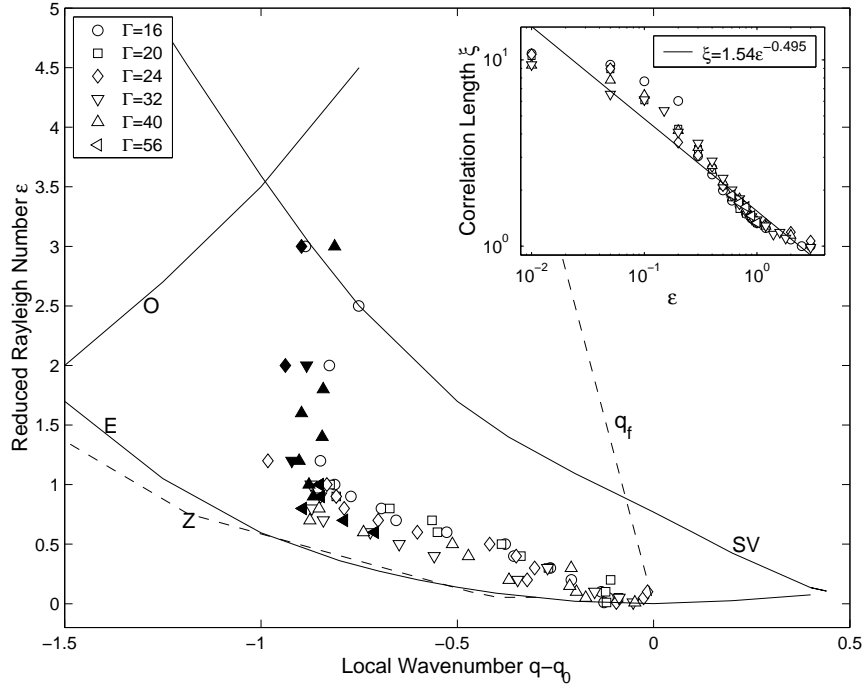 Γ=16
Γ=20
Γ=24
Γ=32
Γ=40
Γ=56
ξ=1.54ε^-0.495
Correlation Length ξ
10^1
10^0
10^-2
10^-1
10^0
ε
Reduced Rayleigh Number ε
5
4.5
4
3.5
3
2.5
2
1.5
1
0.5
0
O
E
Z
q_f
SV
-1.5
-1
-0.5
0
0.5
Local Wavenumber q-q_0